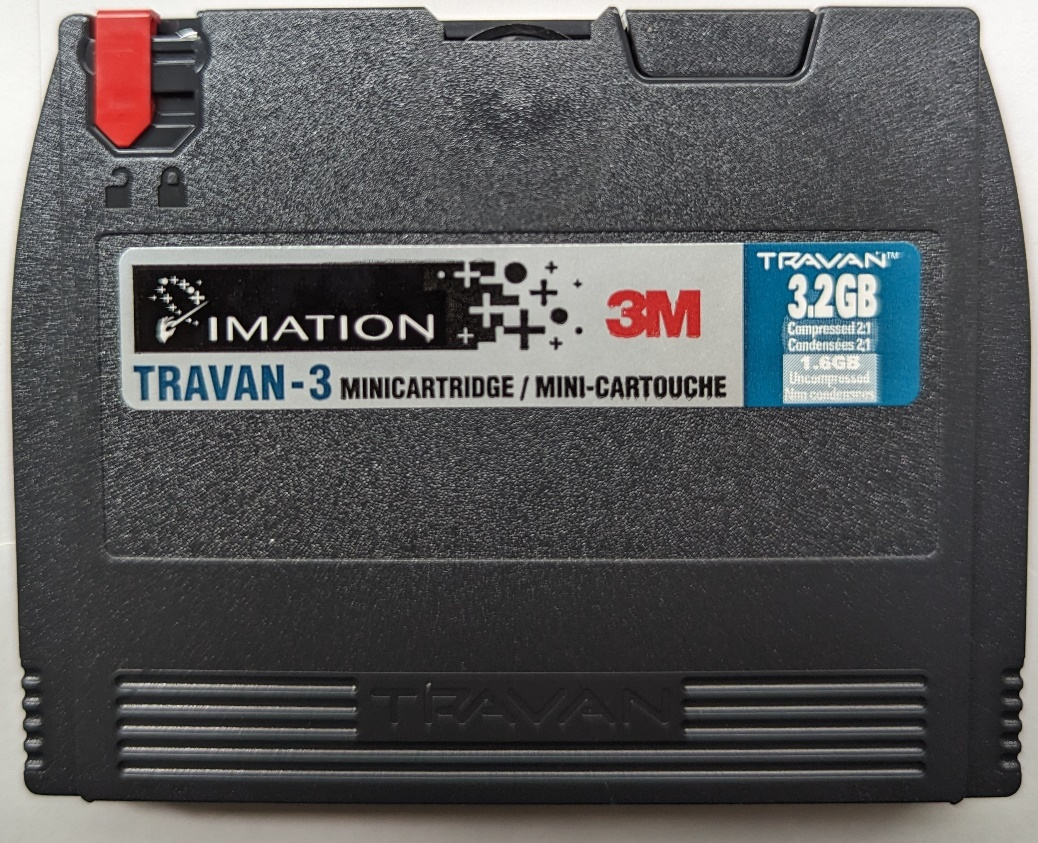 IMATION
3M
TRAVAN-3 MINICARTRIDGE / MINI-CARTOUCHE
TRAVAN™
3.2GB
Compressed 2:1
Condensées 2:1
1.6GB
Uncompressed
Non condensées
TRAVAN